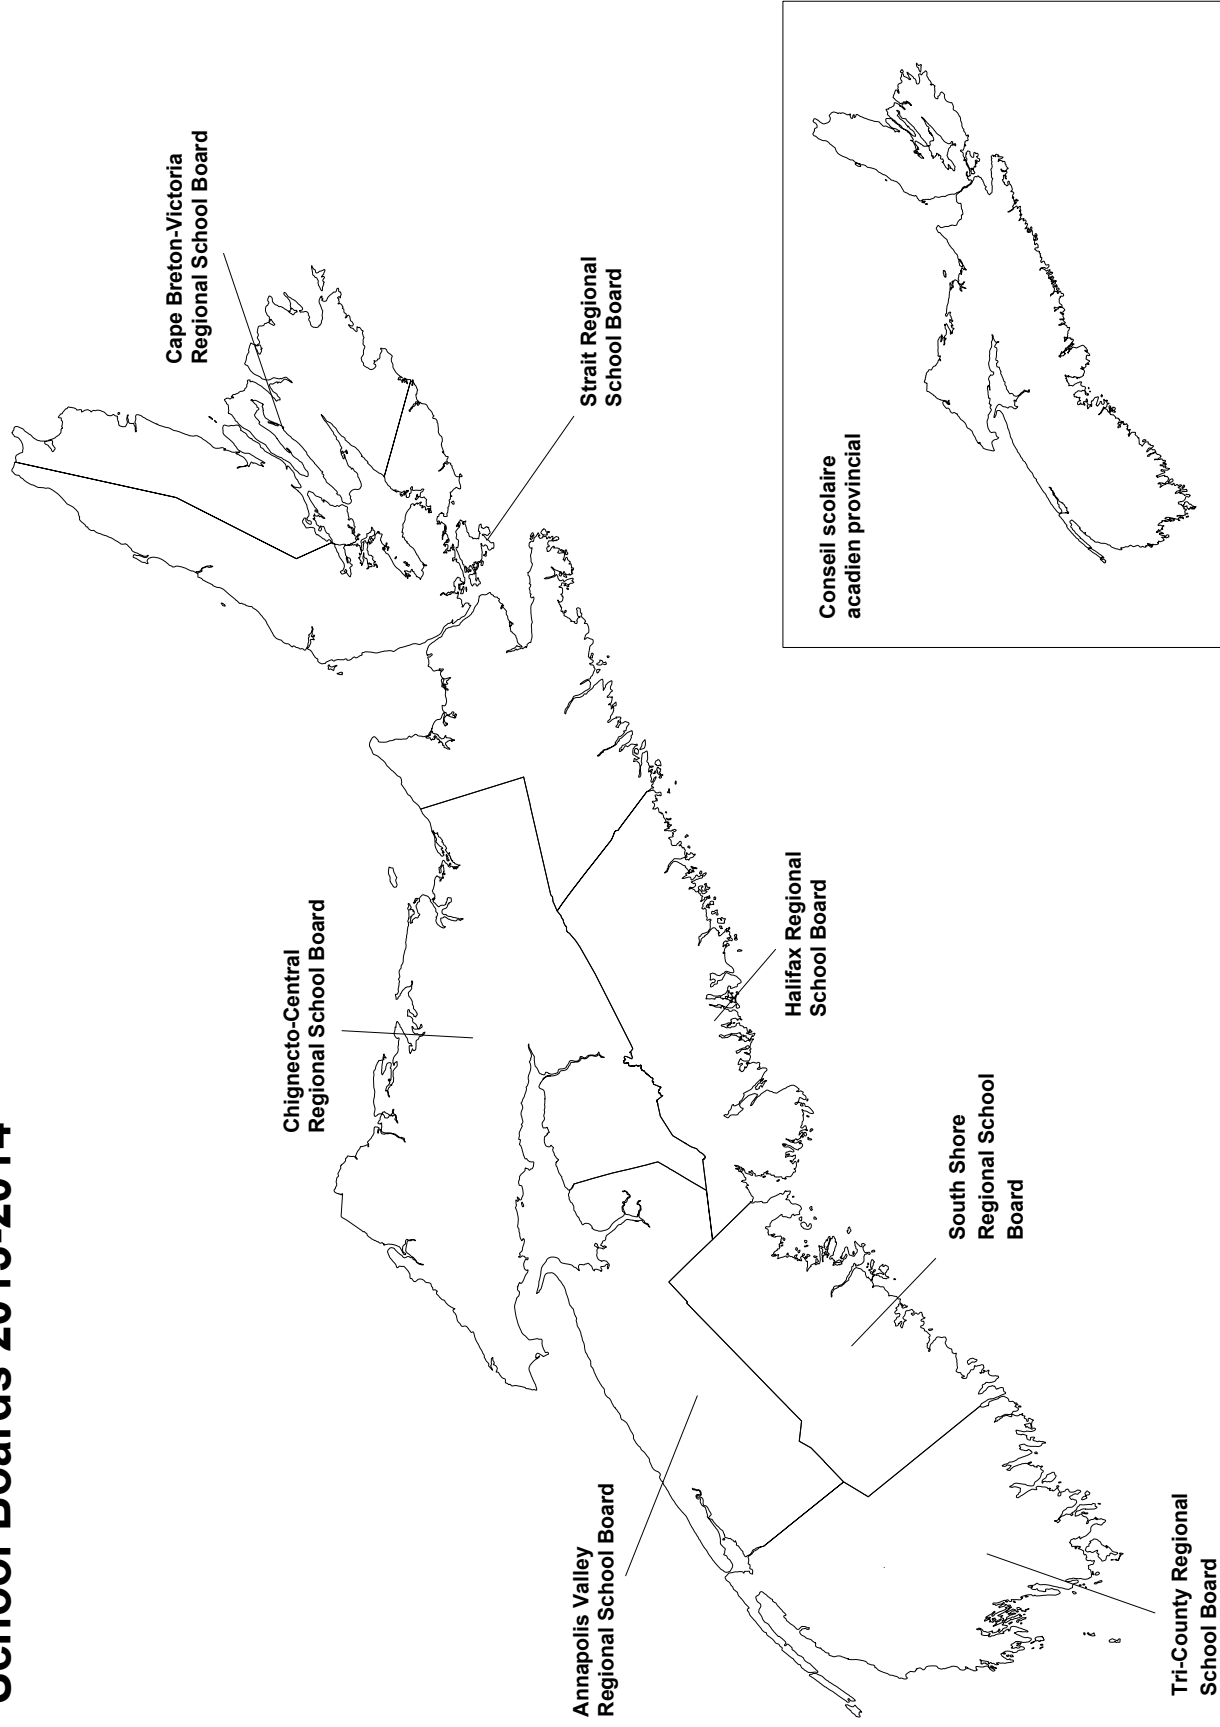 School Boards 2013-2014
Cape Breton-Victoria
Regional School Board
Strait Regional
School Board
Chignecto-Central
Regional School Board
Halifax Regional
School Board
South Shore
Regional School
Board
Annapolis Valley
Regional School Board
Tri-County Regional
School Board
Conseil scolaire
acadien provincial